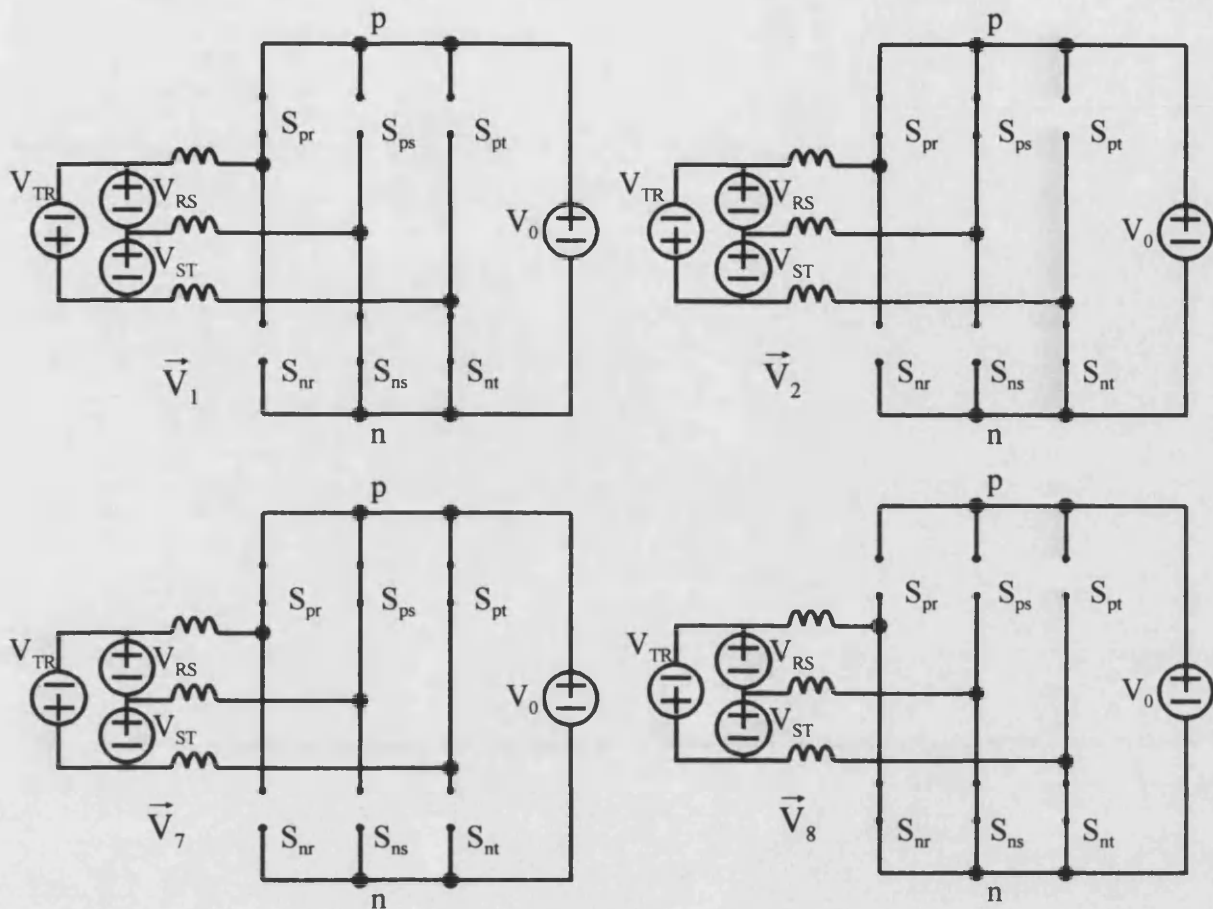 p
S_pr S_ps S_pt
V_TR V_RS V_0
V_ST
S_nr S_ns S_nt
V⃗_1
n
p
S_pr S_ps S_pt
V_TR V_RS V_0
V_ST
S_nr S_ns S_nt
V⃗_2
n
p
S_pr S_ps S_pt
V_TR V_RS V_0
V_ST
S_nr S_ns S_nt
V⃗_7
n
p
S_pr S_ps S_pt
V_TR V_RS V_0
V_ST
S_nr S_ns S_nt
V⃗_8
n